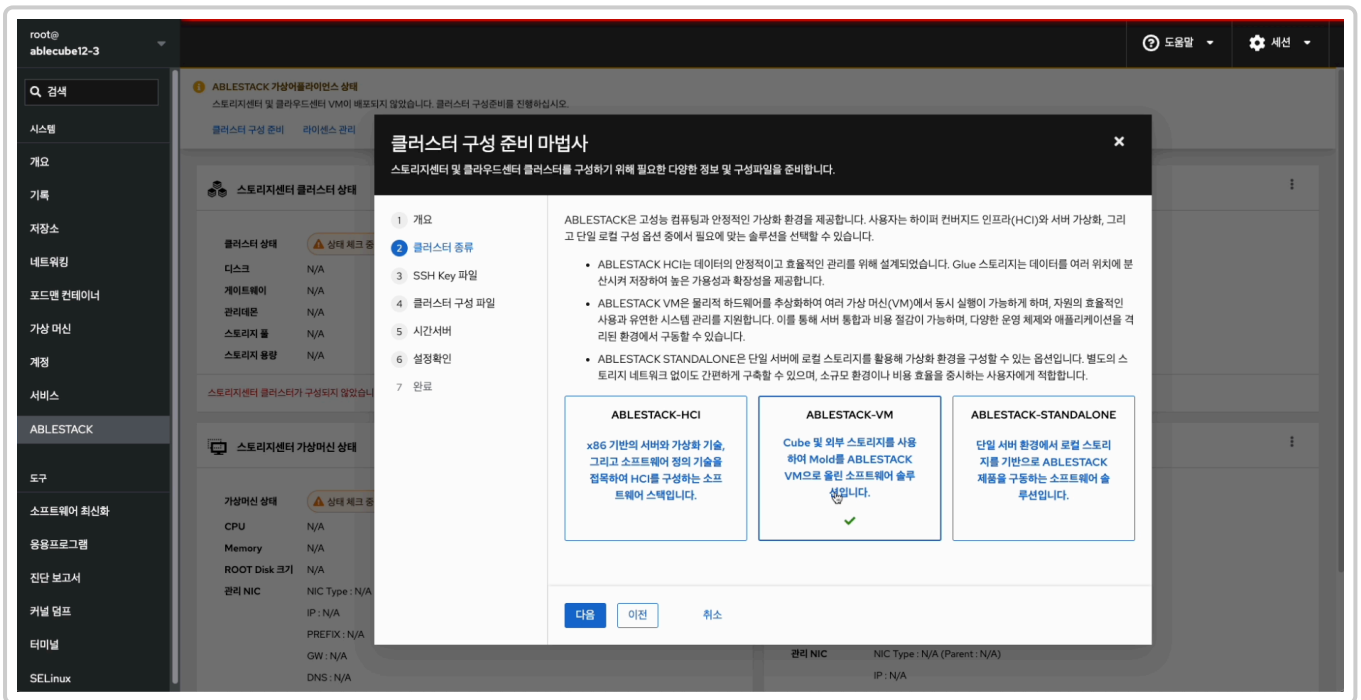 root@
ablecube12-3
도움말
세션
검색
시스템
개요
기록
저장소
네트워킹
포드맨 컨테이너
가상 머신
계정
서비스
ABLESTACK
도구
소프트웨어 최신화
응용프로그램
진단 보고서
커널 덤프
터미널
SELinux
ABLESTACK 가상어플라이언스 상태
스토리지센터 및 클라우드센터 VM이 배포되지 않았습니다. 클러스터 구성준비를 진행하십시오.
클러스터 구성 준비 라이센스 관리
스토리지센터 클러스터 상태
클러스터 상태 상태 체크 중
디스크 N/A
게이트웨이 N/A
관리데몬 N/A
스토리지 풀 N/A
스토리지 용량 N/A
스토리지센터 클러스터가 구성되지 않았습니
스토리지센터 가상머신 상태
가상머신 상태 상태 체크 중
CPU N/A
Memory N/A
ROOT Disk 크기 N/A
관리 NIC NIC Type : N/A
IP : N/A
PREFIX : N/A
GW : N/A
DNS : N/A
클러스터 구성 준비 마법사
스토리지센터 및 클라우드센터 클러스터를 구성하기 위해 필요한 다양한 정보 및 구성파일을 준비합니다.
1 개요
2 클러스터 종류
3 SSH Key 파일
4 클러스터 구성 파일
5 시간서버
6 설정확인
7 완료
ABLESTACK은 고성능 컴퓨팅과 안정적인 가상화 환경을 제공합니다. 사용자는 하이퍼 컨버지드 인프라(HCI)와 서버 가상화, 그리
고 단일 로컬 구성 옵션 중에서 필요에 맞는 솔루션을 선택할 수 있습니다.
• ABLESTACK HCI는 데이터의 안정적이고 효율적인 관리를 위해 설계되었습니다. Glue 스토리지는 데이터를 여러 위치에 분
산시켜 저장하여 높은 가용성과 확장성을 제공합니다.
• ABLESTACK VM은 물리적 하드웨어를 추상화하여 여러 가상 머신(VM)에서 동시 실행이 가능하게 하며, 자원의 효율적인
사용과 유연한 시스템 관리를 지원합니다. 이를 통해 서버 통합과 비용 절감이 가능하며, 다양한 운영 체제와 애플리케이션을 격
리된 환경에서 구동할 수 있습니다.
• ABLESTACK STANDALONE은 단일 서버에 로컬 스토리지를 활용해 가상화 환경을 구성할 수 있는 옵션입니다. 별도의 스
토리지 네트워크 없이도 간편하게 구축할 수 있으며, 소규모 환경이나 비용 효율을 중시하는 사용자에게 적합합니다.
ABLESTACK-HCI
x86 기반의 서버와 가상화 기술,
그리고 소프트웨어 정의 기술을
접목하여 HCI를 구성하는 소프
트웨어 스택입니다.
ABLESTACK-VM
Cube 및 외부 스토리지를 사용
하여 Mold를 ABLESTACK
VM으로 올린 소프트웨어 솔루
션입니다.
ABLESTACK-STANDALONE
단일 서버 환경에서 로컬 스토리
지를 기반으로 ABLESTACK
제품을 구동하는 소프트웨어 솔
루션입니다.
다음 이전 취소
관리 NIC NIC Type : N/A (Parent : N/A)
IP : N/A